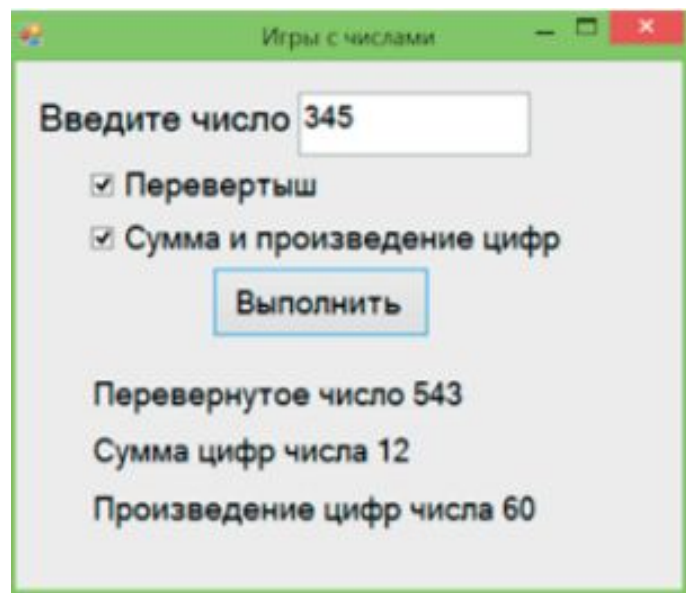 Игры с числами
Введите число 345
Перевертыш
Сумма и произведение цифр
Выполнить
Перевернутое число 543
Сумма цифр числа 12
Произведение цифр числа 60